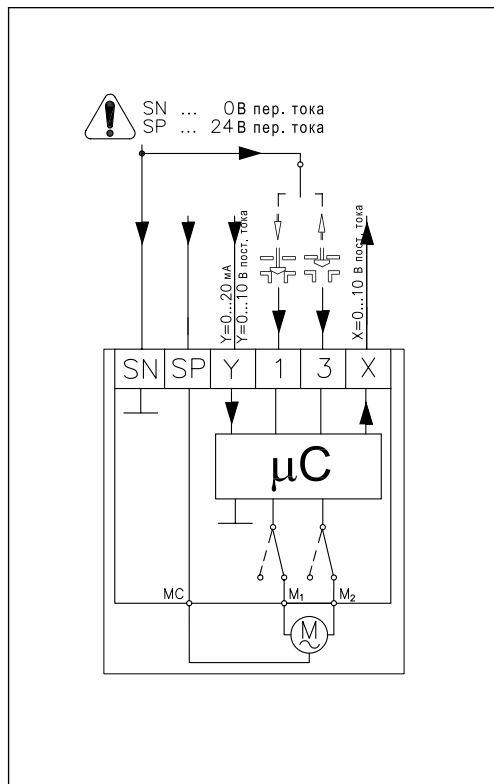 SN ... 0 В пер. тока
SP ... 24 В пер. тока
Y=0...20 мА
Y=0...10 В пост. тока
X=0...10 В пост. тока
SN SP Y 1 3 X
µC
MC M₁ M₂
M